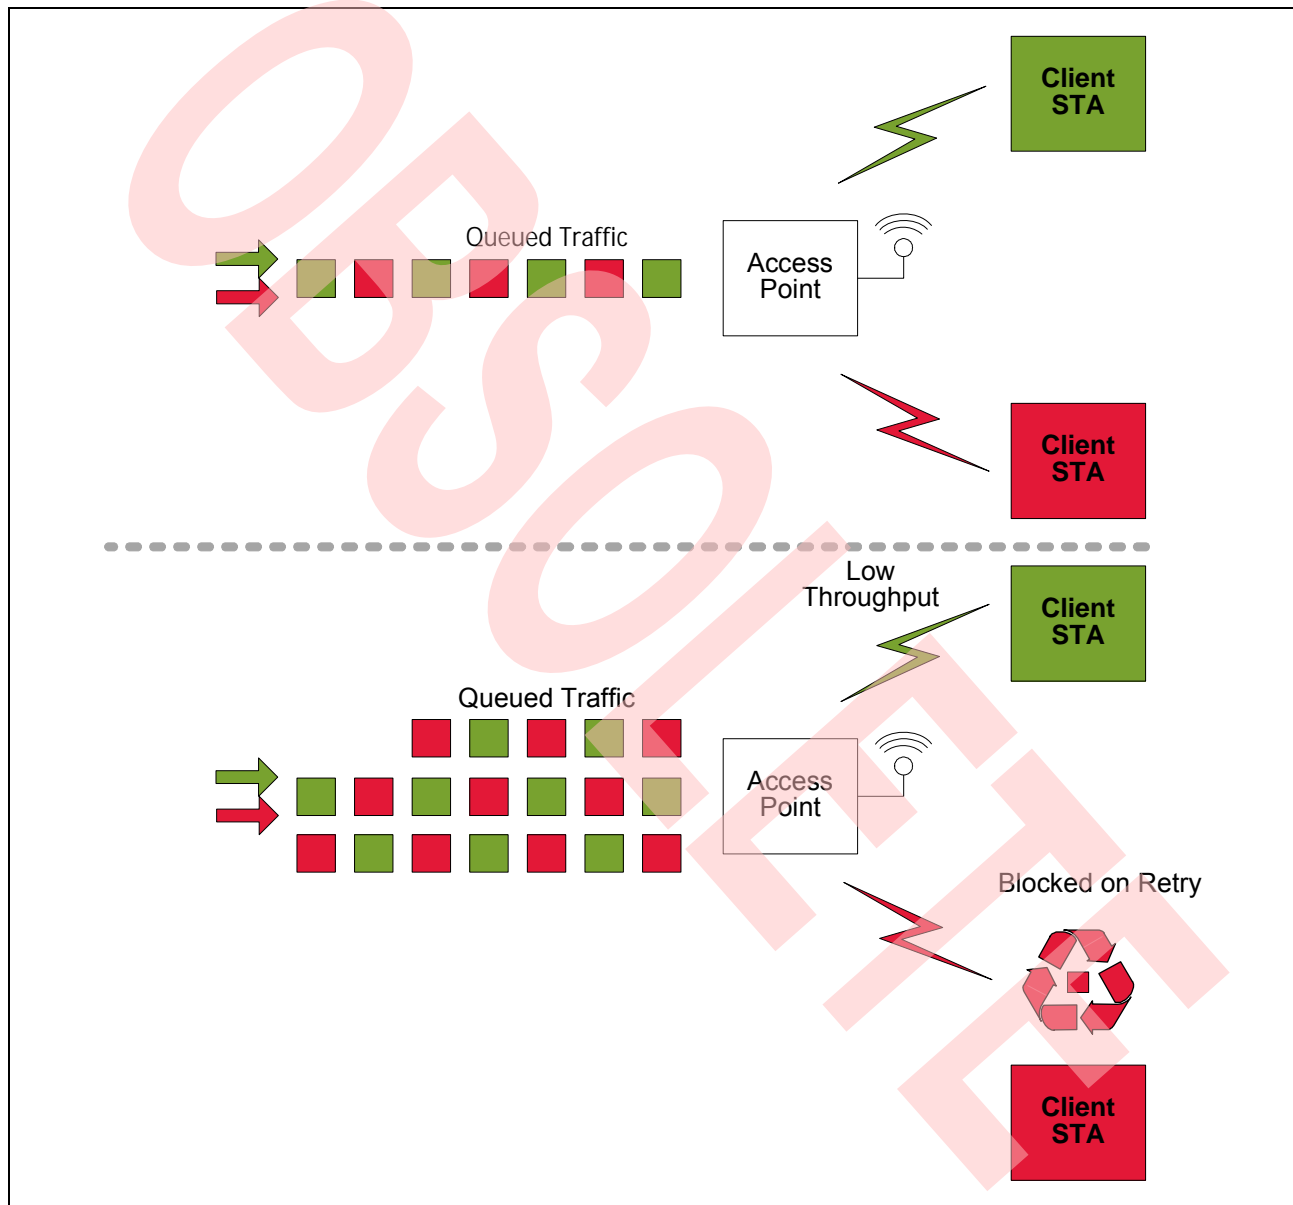 Client
STA
Queued Traffic
Access
Point
Client
STA
Low
Throughput
Client
STA
Queued Traffic
Access
Point
Blocked on Retry
Client
STA
OBSOLETE